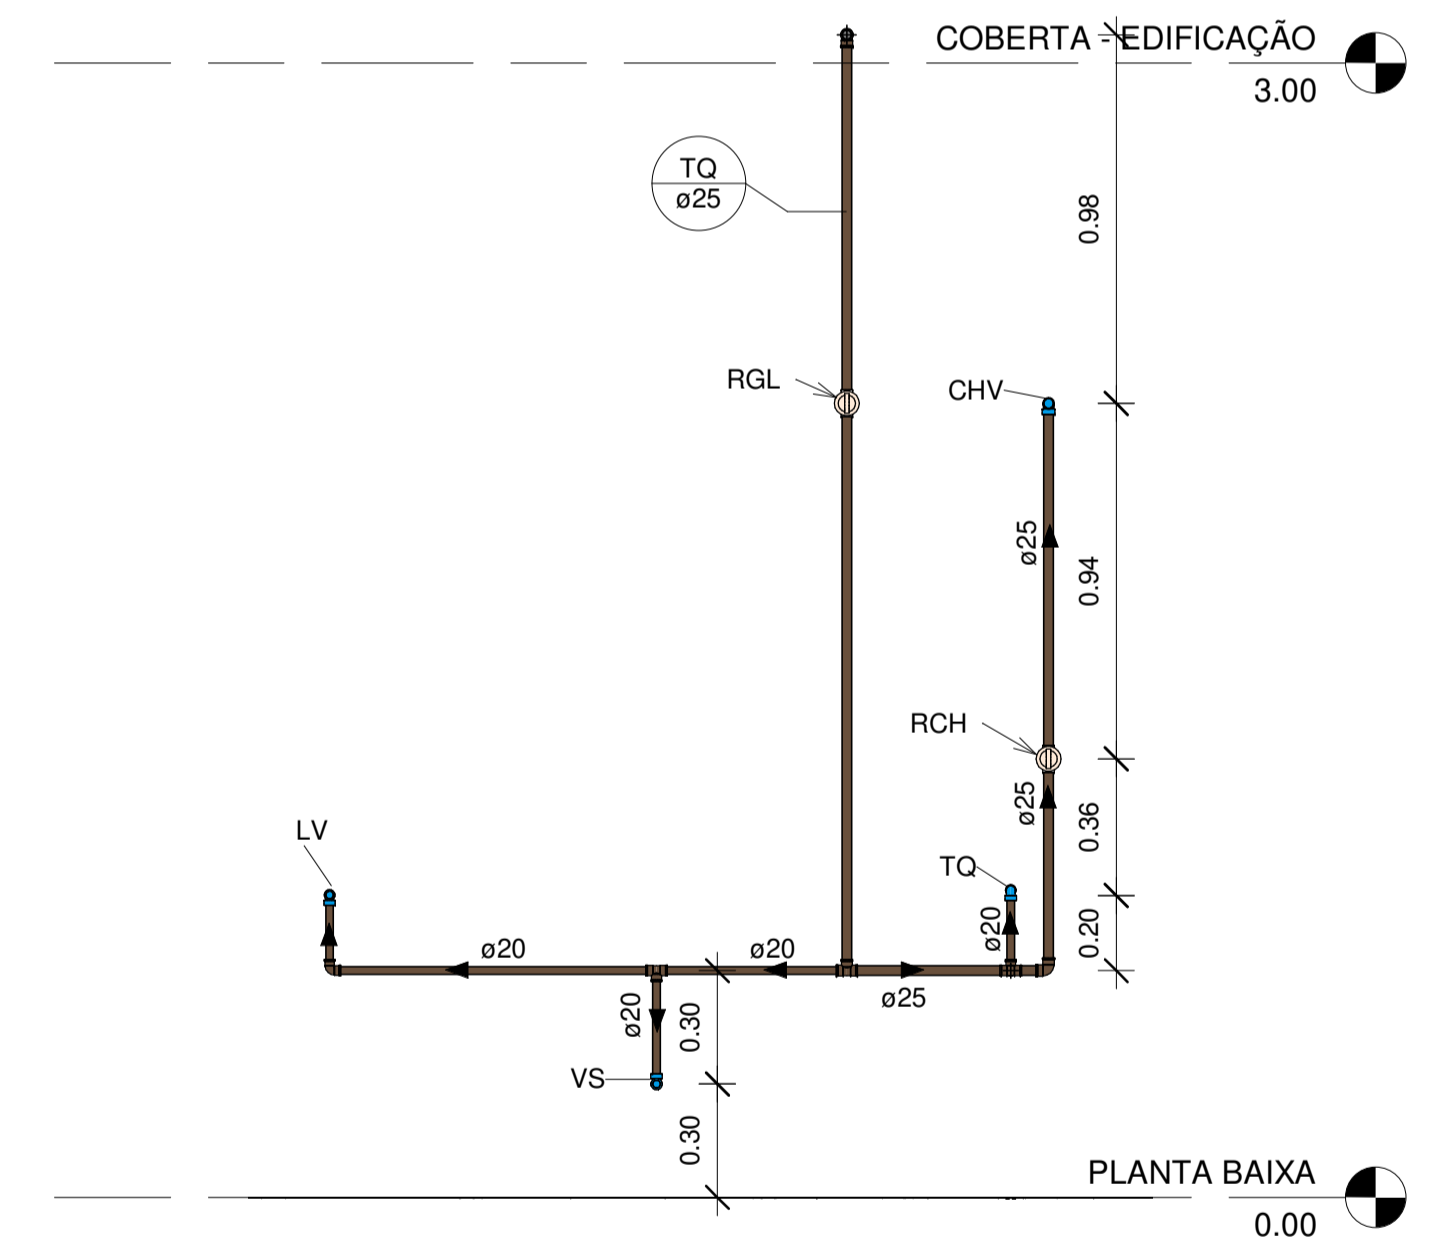 COBERTA - EDIFICAÇÃO
3.00
TQ
ø25
0.98
RGL
CHV
ø25
0.94
RCH
ø25
0.36
LV
TQ
ø20
0.20
ø20
ø20
ø25
ø20
0.30
VS
0.30
PLANTA BAIXA
0.00